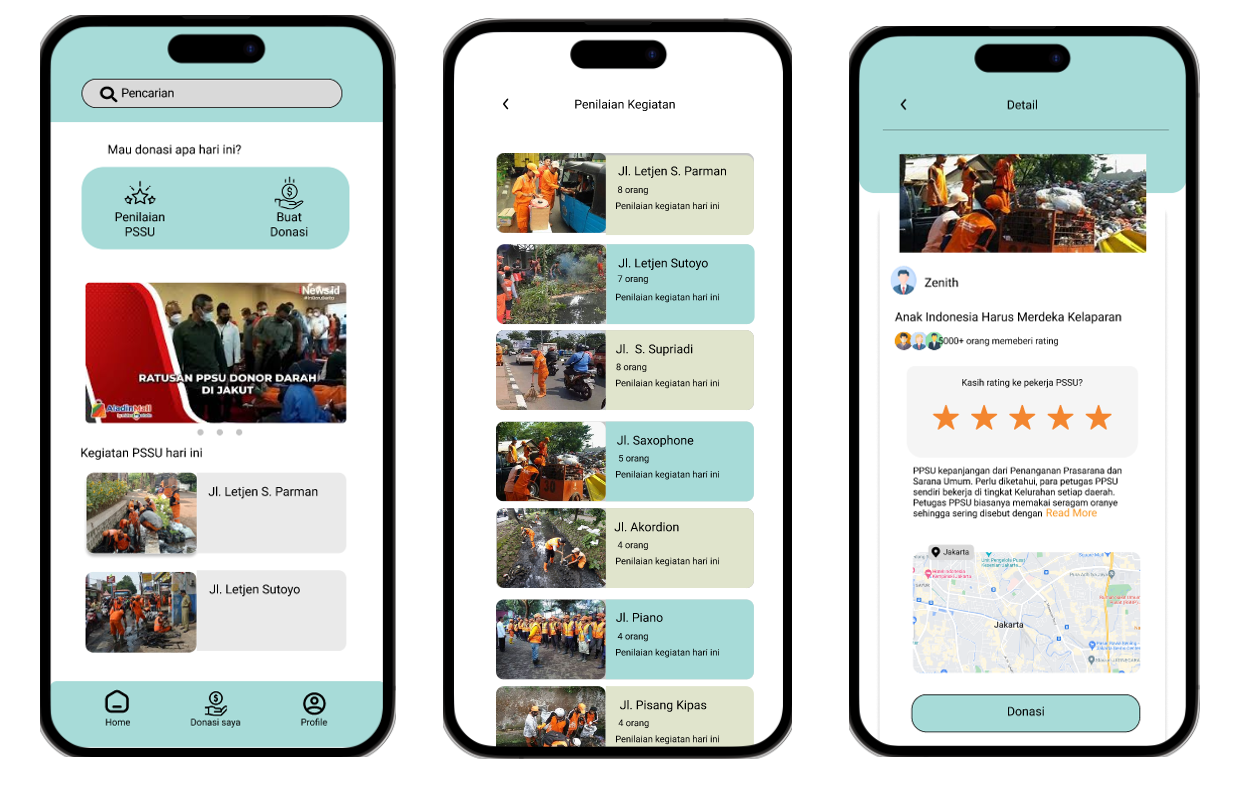 Pencarian
Mau donasi apa hari ini?
Penilaian
PSSU
Buat
Donasi
Newsid
RATUSAN PPSU DONOR DARAH
DI JAKUT
AladinMall
Kegiatan PSSU hari ini
Jl. Letjen S. Parman
Jl. Letjen Sutoyo
Home
Donasi saya
Profile
Penilaian Kegiatan
Jl. Letjen S. Parman
8 orang
Penilaian kegiatan hari ini
Jl. Letjen Sutoyo
7 orang
Penilaian kegiatan hari ini
Jl. S. Supriadi
8 orang
Penilaian kegiatan hari ini
Jl. Saxophone
5 orang
Penilaian kegiatan hari ini
Jl. Akordion
4 orang
Penilaian kegiatan hari ini
Jl. Piano
4 orang
Penilaian kegiatan hari ini
Jl. Pisang Kipas
4 orang
Penilaian kegiatan hari ini
Detail
Zenith
Anak Indonesia Harus Merdeka Kelaparan
5000+ orang memeberi rating
Kasih rating ke pekerja PSSU?
PPSU kepanjangan dari Penanganan Prasarana dan
Sarana Umum. Perlu diketahui, para petugas PPSU
sendiri bekerja di tingkat Kelurahan setiap daerah.
Petugas PPSU biasanya memakai seragam oranye
sehingga sering disebut dengan Read More
Jakarta
Jakarta
Donasi